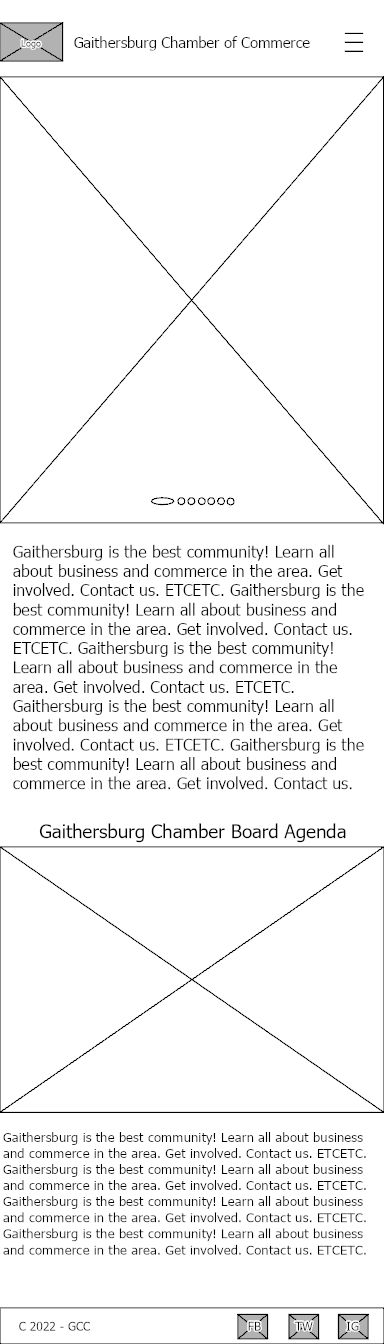 Logo
Gaithersburg Chamber of Commerce
Gaithersburg is the best community! Learn all
about business and commerce in the area. Get
involved. Contact us. ETCETC. Gaithersburg is the
best community! Learn all about business and
commerce in the area. Get involved. Contact us.
ETCETC. Gaithersburg is the best community!
Learn all about business and commerce in the
area. Get involved. Contact us. ETCETC.
Gaithersburg is the best community! Learn all
about business and commerce in the area. Get
involved. Contact us. ETCETC. Gaithersburg is the
best community! Learn all about business and
commerce in the area. Get involved. Contact us.
Gaithersburg Chamber Board Agenda
Gaithersburg is the best community! Learn all about business
and commerce in the area. Get involved. Contact us. ETCETC.
Gaithersburg is the best community! Learn all about business
and commerce in the area. Get involved. Contact us. ETCETC.
Gaithersburg is the best community! Learn all about business
and commerce in the area. Get involved. Contact us. ETCETC.
Gaithersburg is the best community! Learn all about business
and commerce in the area. Get involved. Contact us. ETCETC.
C 2022 - GCC
FB
TW
IG